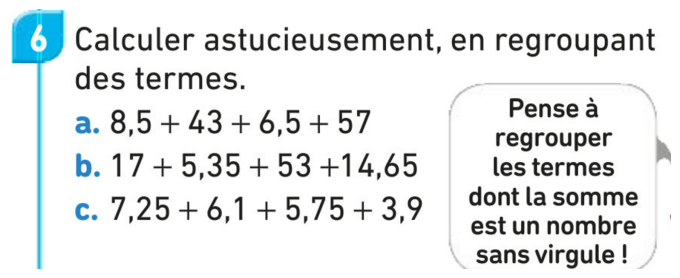 6 Calculer astucieusement, en regroupant
des termes.
a. 8,5 + 43 + 6,5 + 57
b. 17 + 5,35 + 53 +14,65
c. 7,25 + 6,1 + 5,75 + 3,9
Pense à
regrouper
les termes
dont la somme
est un nombre
sans virgule !